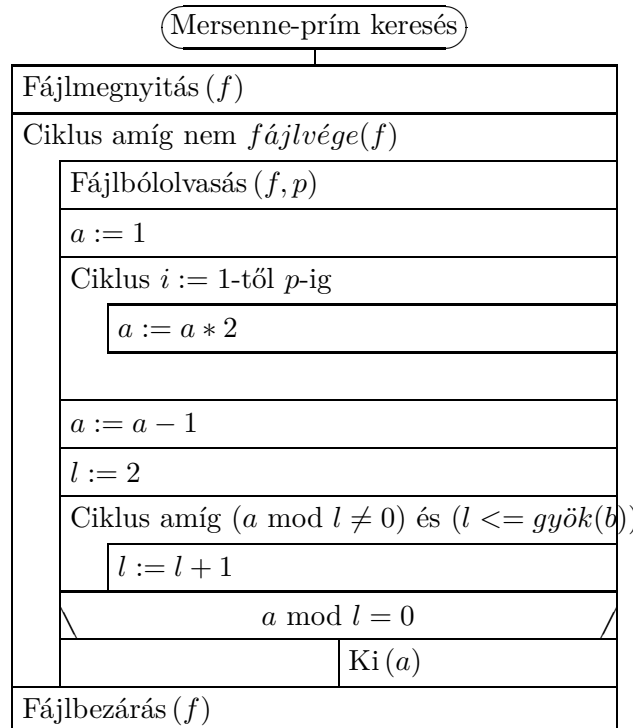 Mersenne-prím keresés
Fájlmegnyitás (f)
Ciklus amíg nem fájlvége(f)
Fájlbólolvasás (f, p)
a := 1
Ciklus i := 1-től p-ig
a := a ∗ 2
a := a − 1
l := 2
Ciklus amíg (a mod l ≠ 0) és (l <= gyök(b))
l := l + 1
a mod l = 0
Ki (a)
Fájlbezárás (f)